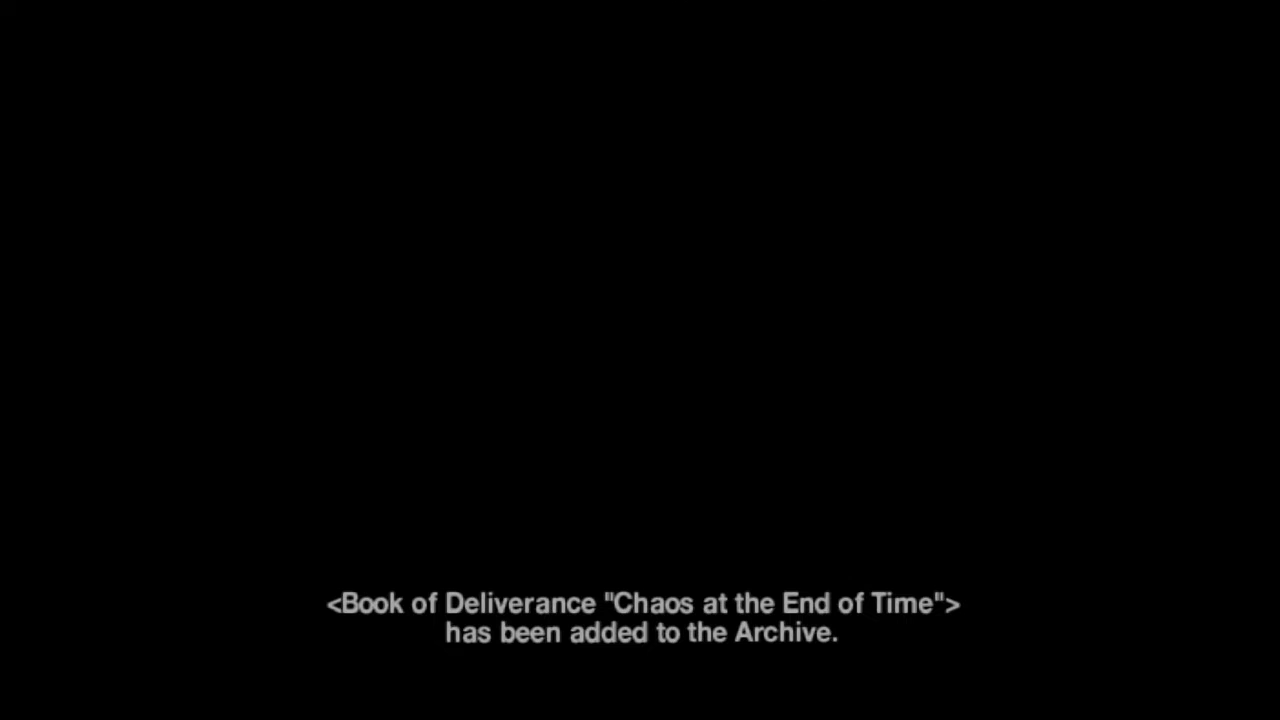 <Book of Deliverance "Chaos at the End of Time">
has been added to the Archive.